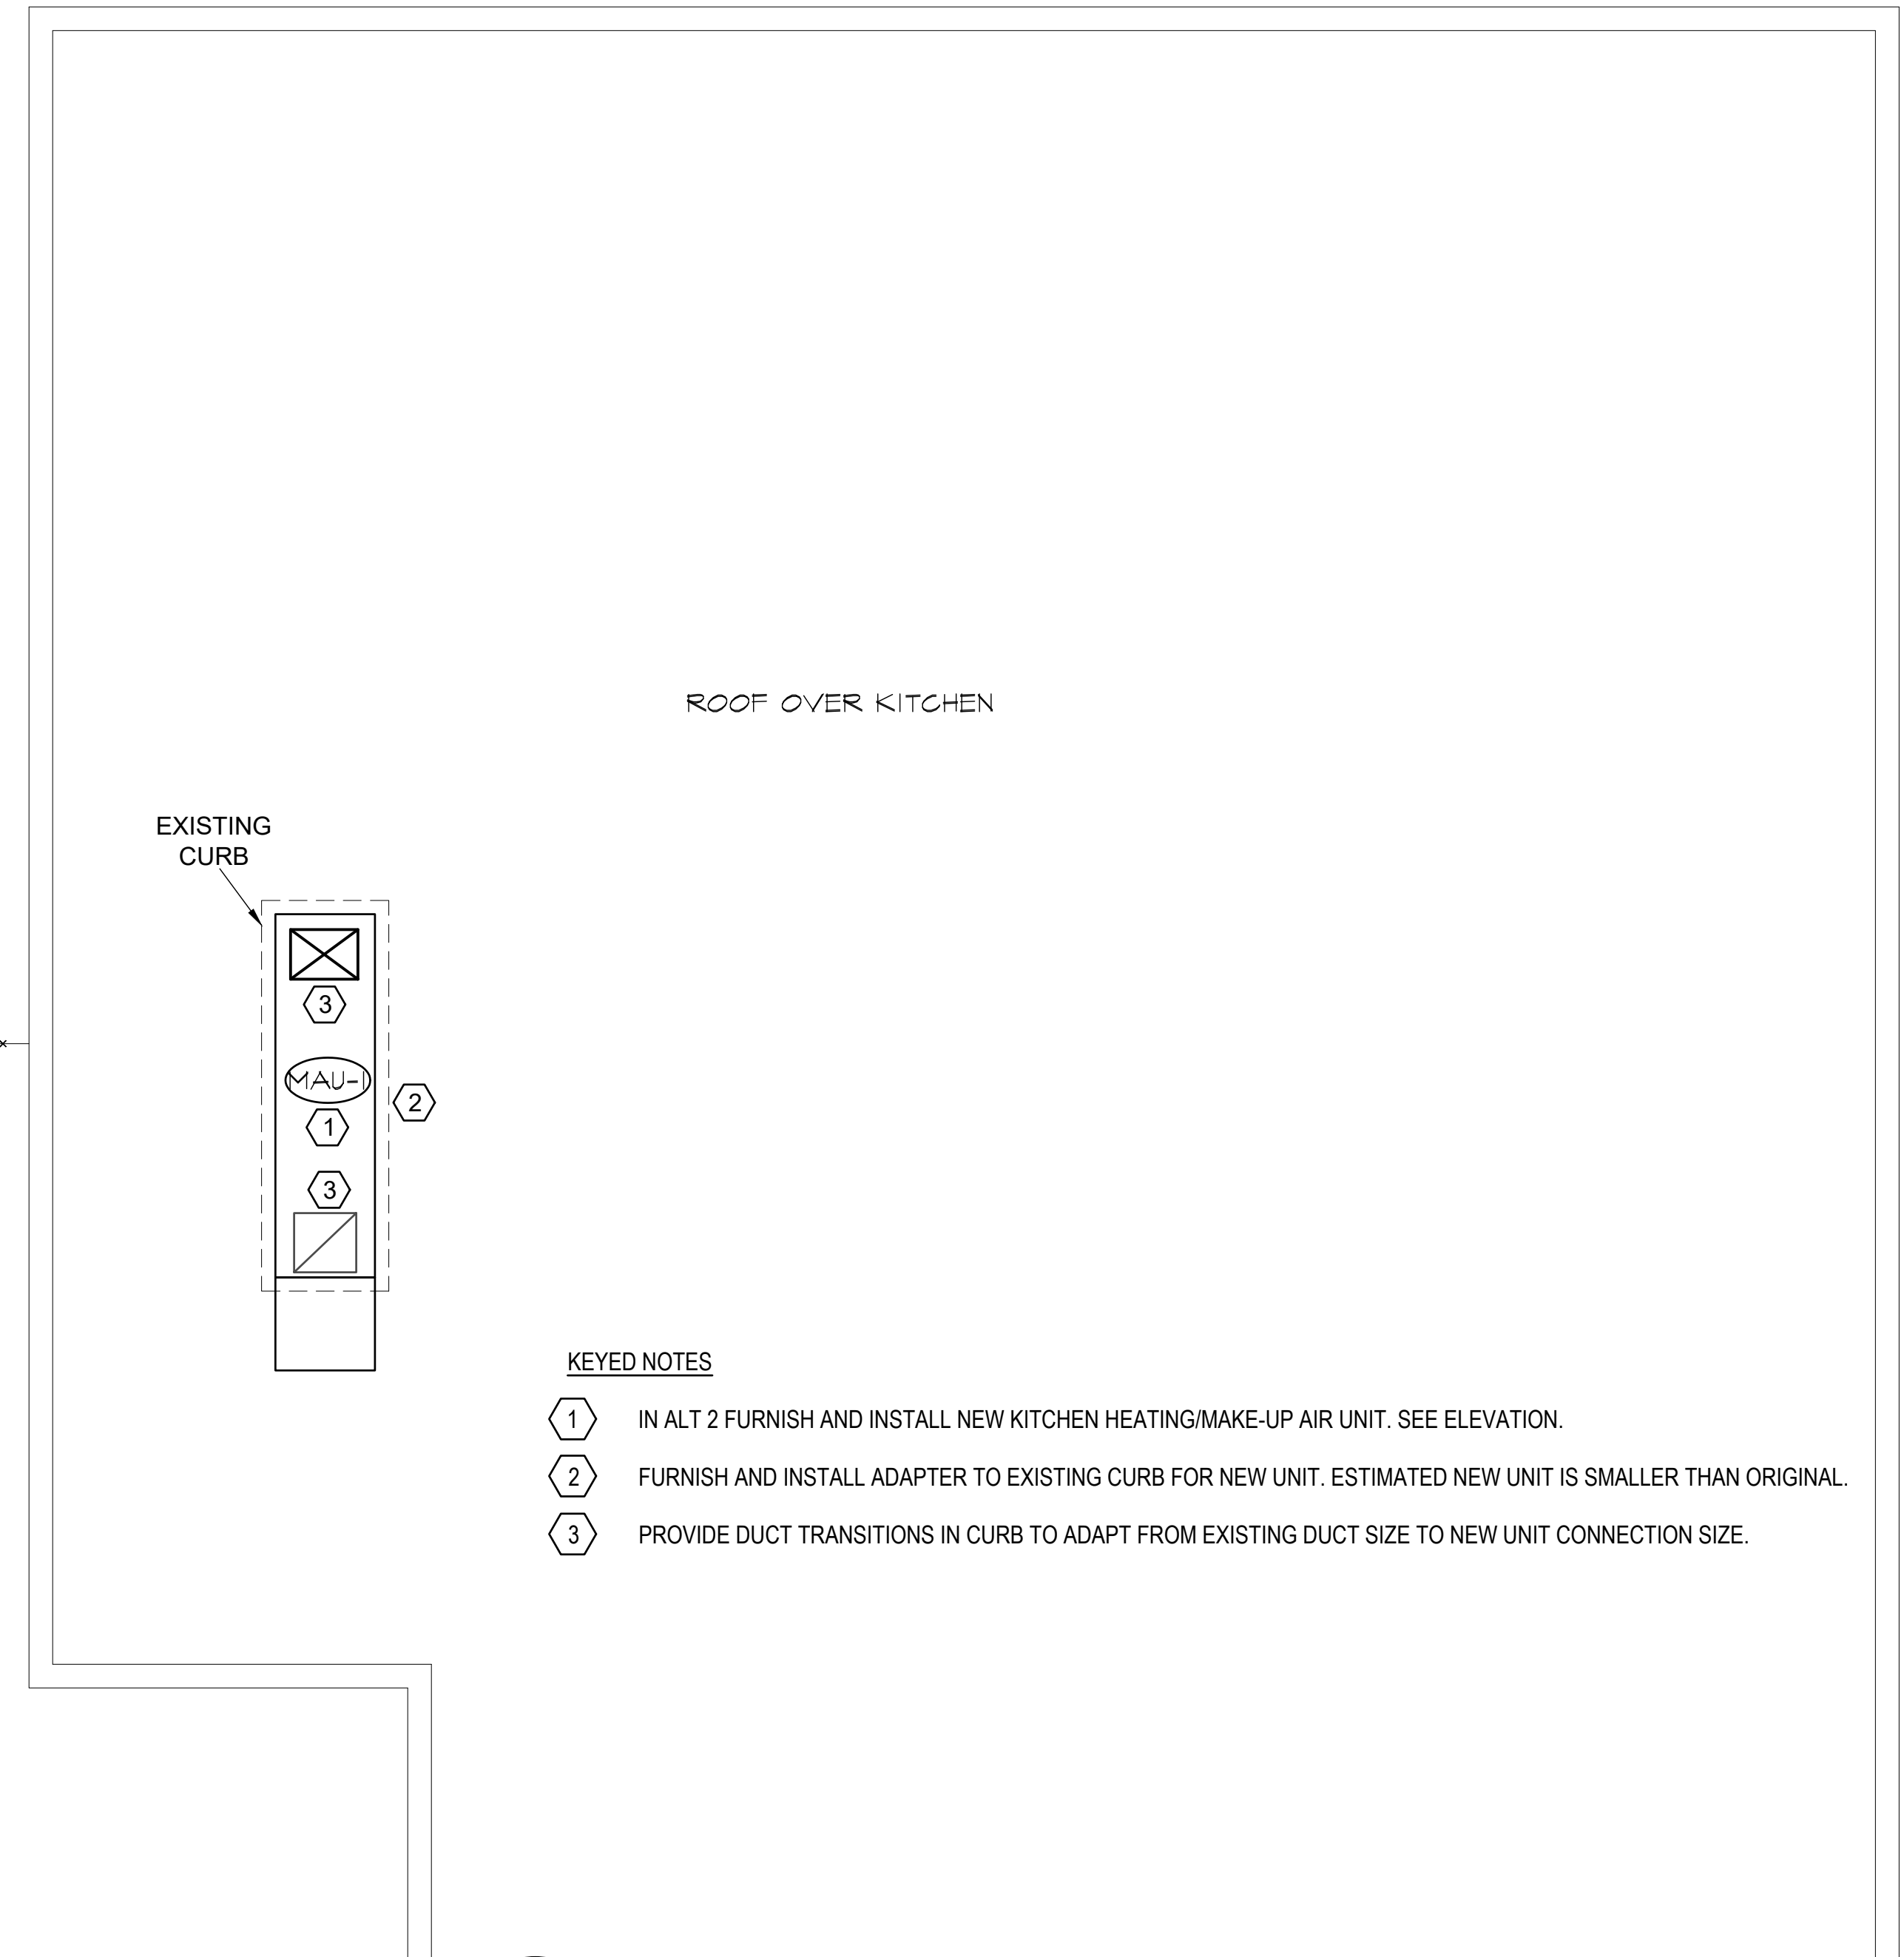 ROOF OVER KITCHEN
EXISTING
CURB
3
MAU-1
2
1
3
KEYED NOTES
1 IN ALT 2 FURNISH AND INSTALL NEW KITCHEN HEATING/MAKE-UP AIR UNIT. SEE ELEVATION.
2 FURNISH AND INSTALL ADAPTER TO EXISTING CURB FOR NEW UNIT. ESTIMATED NEW UNIT IS SMALLER THAN ORIGINAL.
3 PROVIDE DUCT TRANSITIONS IN CURB TO ADAPT FROM EXISTING DUCT SIZE TO NEW UNIT CONNECTION SIZE.